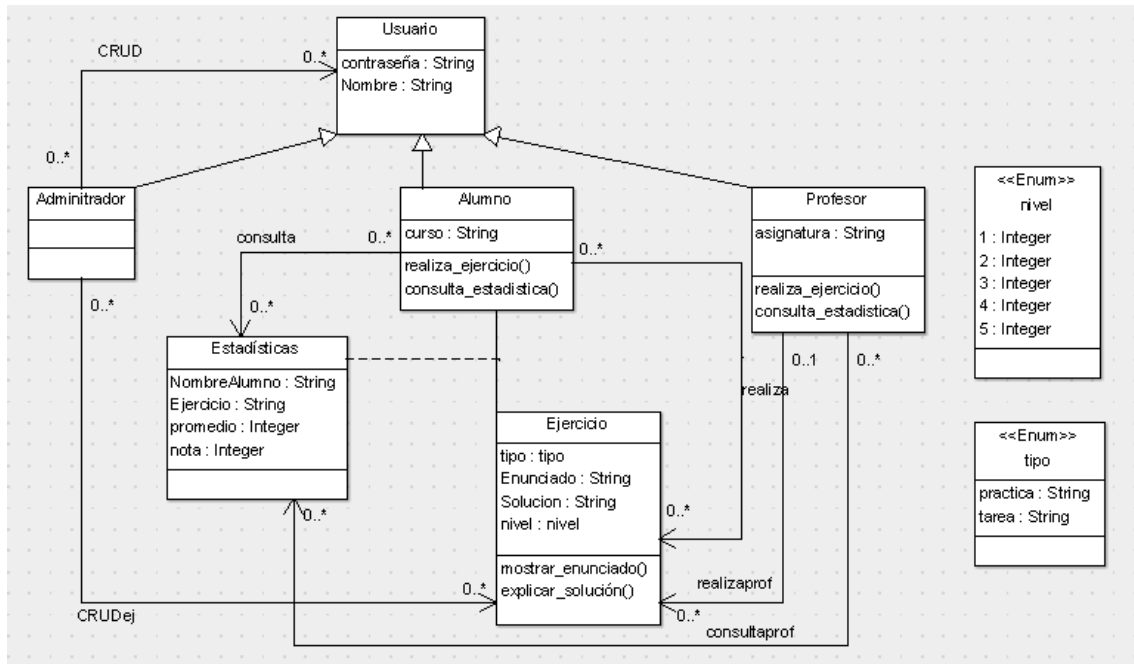 Usuario
contraseña : String
Nombre : String
CRUD
0..*
0..*
Adminitrador
Alumno
curso : String
realiza_ejercicio()
consulta_estadistica()
Profesor
asignatura : String
realiza_ejercicio()
consulta_estadistica()
<<Enum>>
nivel
1 : Integer
2 : Integer
3 : Integer
4 : Integer
5 : Integer
consulta
0..*
0..*
0..*
0..*
0..1
0..*
realiza
Estadísticas
NombreAlumno : String
Ejercicio : String
promedio : Integer
nota : Integer
Ejercicio
tipo : tipo
Enunciado : String
Solucion : String
nivel : nivel
mostrar_enunciado()
explicar_solución()
<<Enum>>
tipo
practica : String
tarea : String
0..*
0..*
0..*
realizaprof
0..*
CRUDej
consultaprof